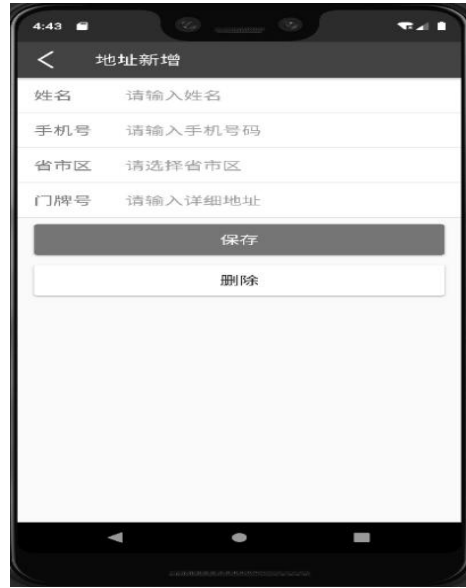 4:43
地址新增
姓名 请输入姓名
手机号 请输入手机号码
省市区 请选择省市区
门牌号 请输入详细地址
保存
删除